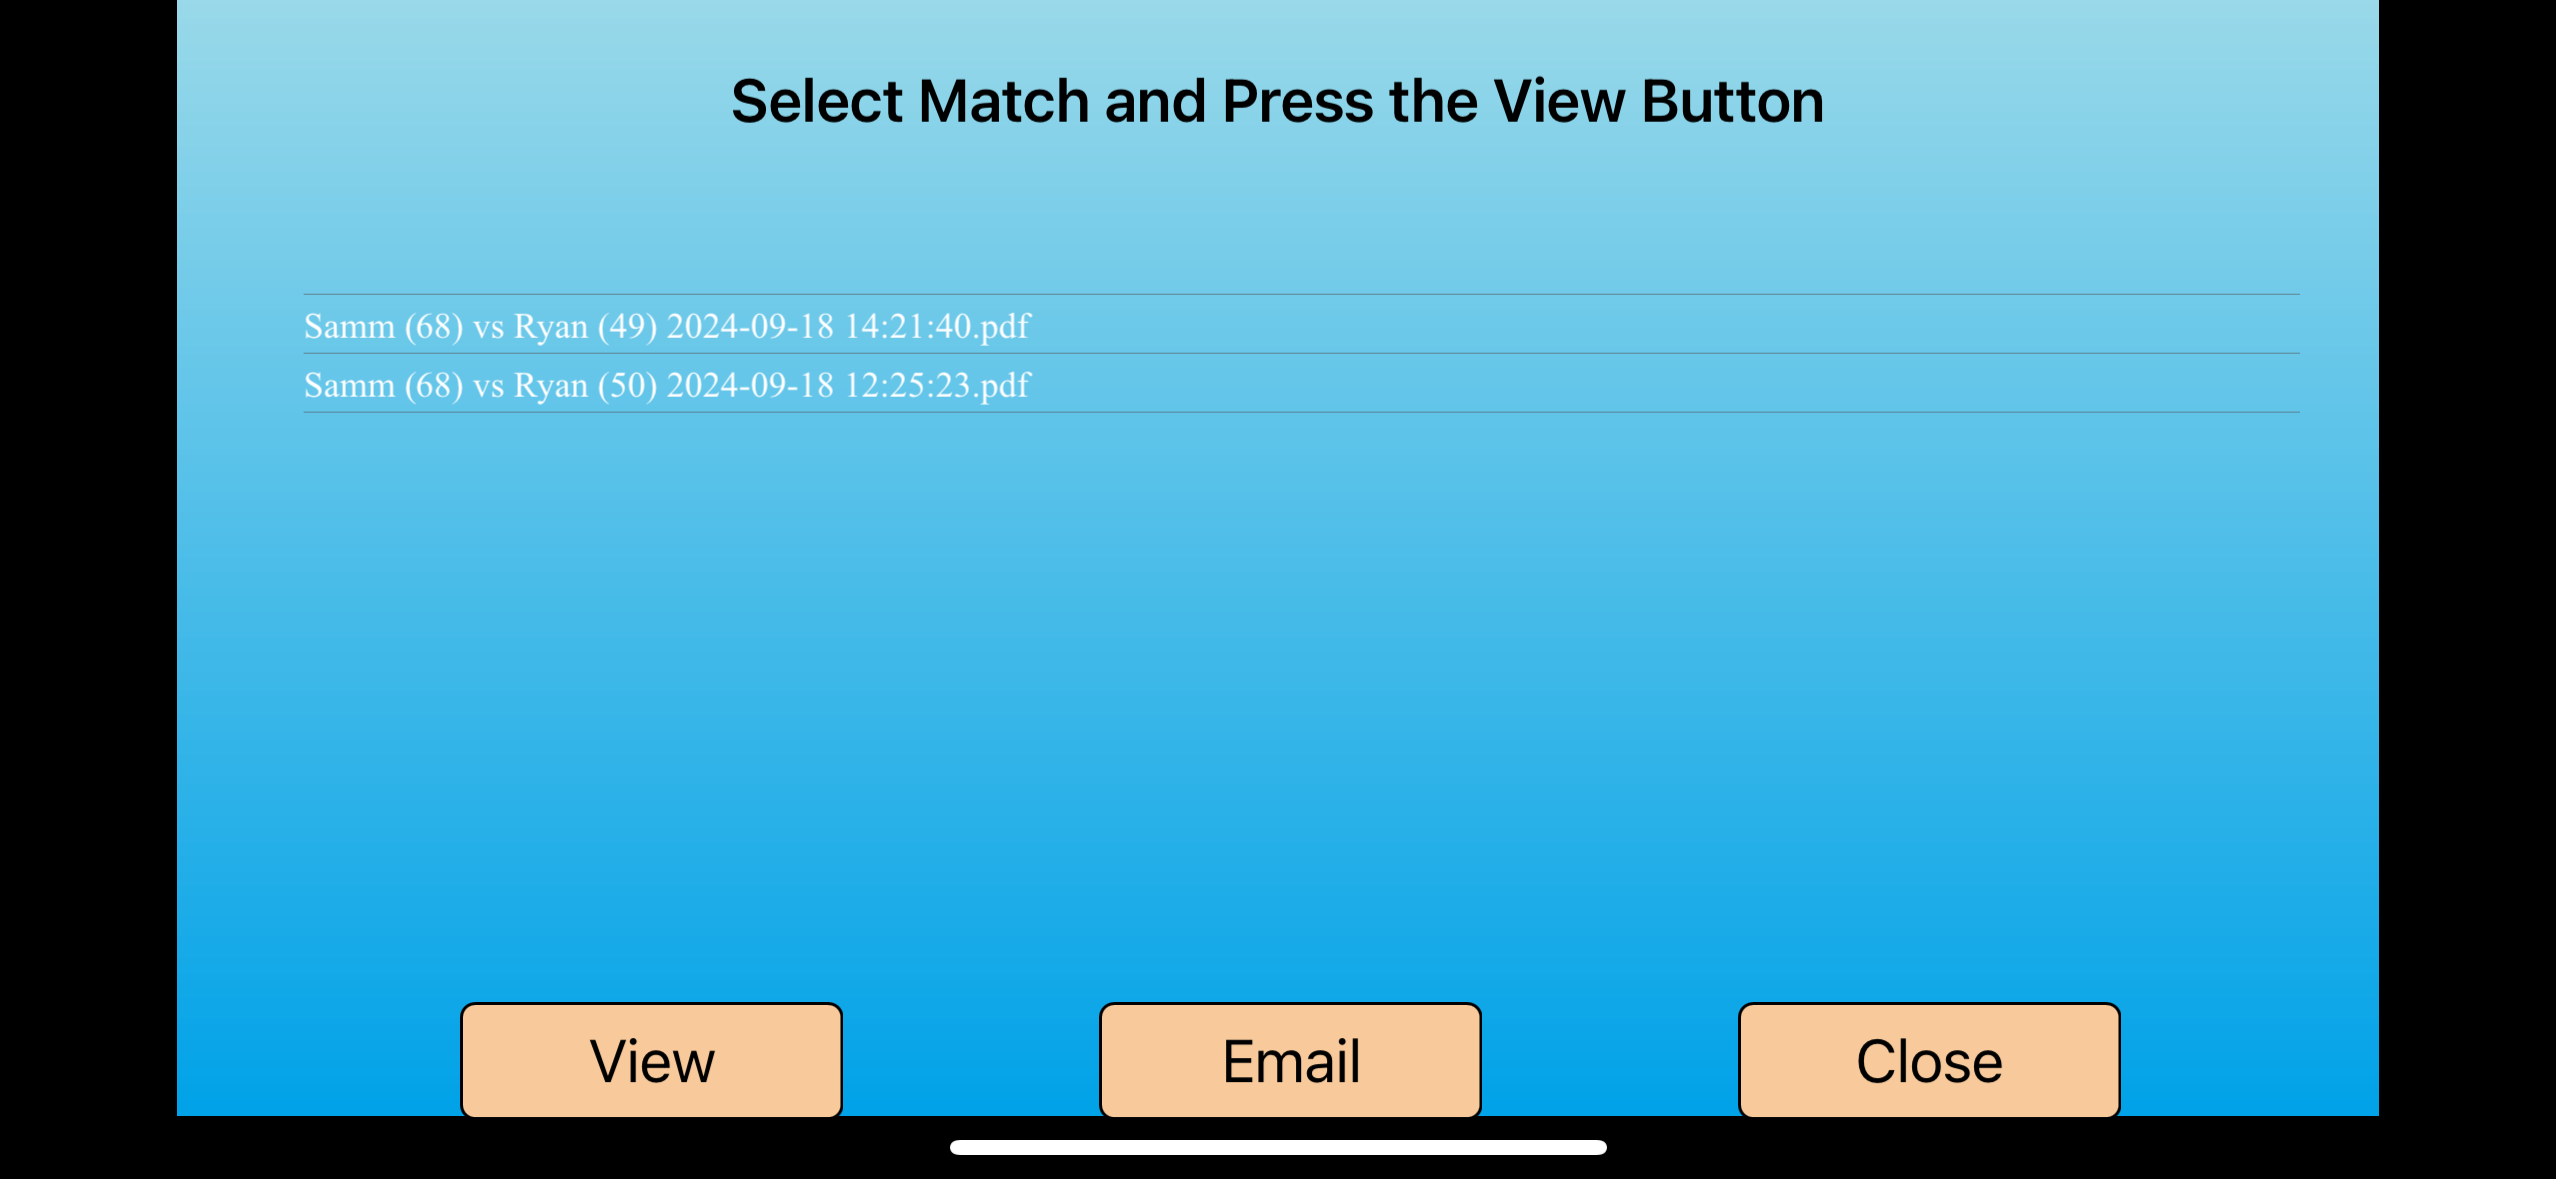 Select Match and Press the View Button
Samm (68) vs Ryan (49) 2024-09-18 14:21:40.pdf
Samm (68) vs Ryan (50) 2024-09-18 12:25:23.pdf
View
Email
Close